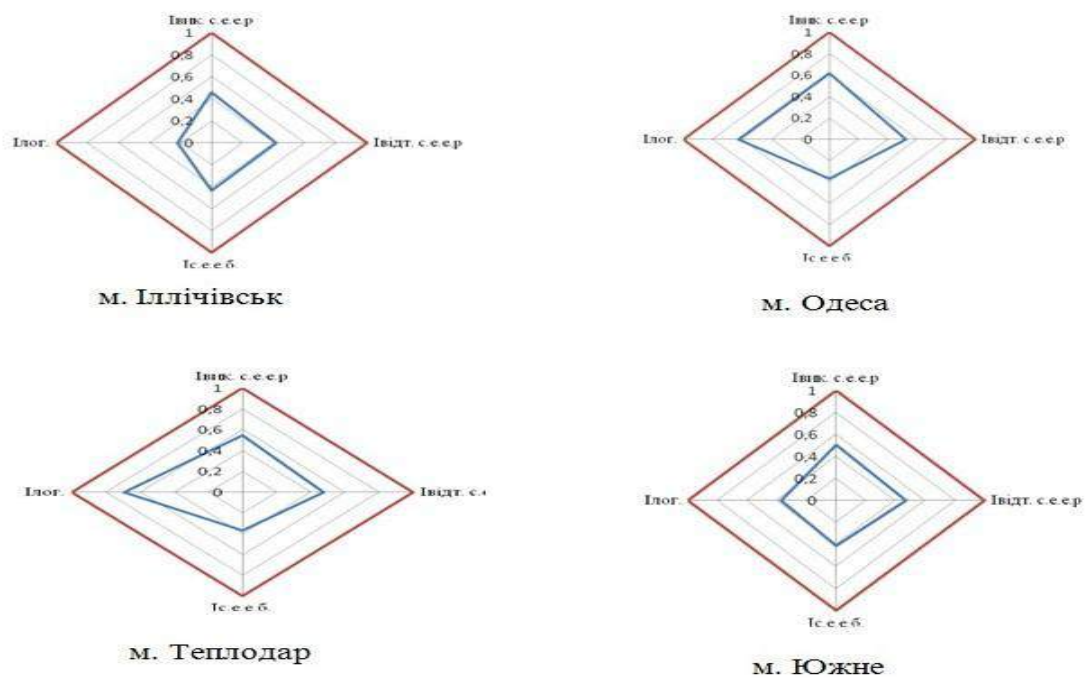 Івик. с.е.е.р
1
0,8
0,6
0,4
0,2
0
Ілог.
Івідт. с.е.е.р
Іс.е.е.б.
м. Іллічівськ
Івик. с.е.е.р
1
0,8
0,6
0,4
0,2
0
Ілог.
Івідт. с.е.е.р
Іс.е.е.б.
м. Одеса
Івик. с.е.е.р
1
0,8
0,6
0,4
0,2
0
Ілог.
Івідт. с.
Іс.е.е.б.
м. Теплодар
Івик. с.е.е.р
1
0,8
0,6
0,4
0,2
0
Ілог.
Івідт. с.е.е.р
Іс.е.е.б.
м. Южне